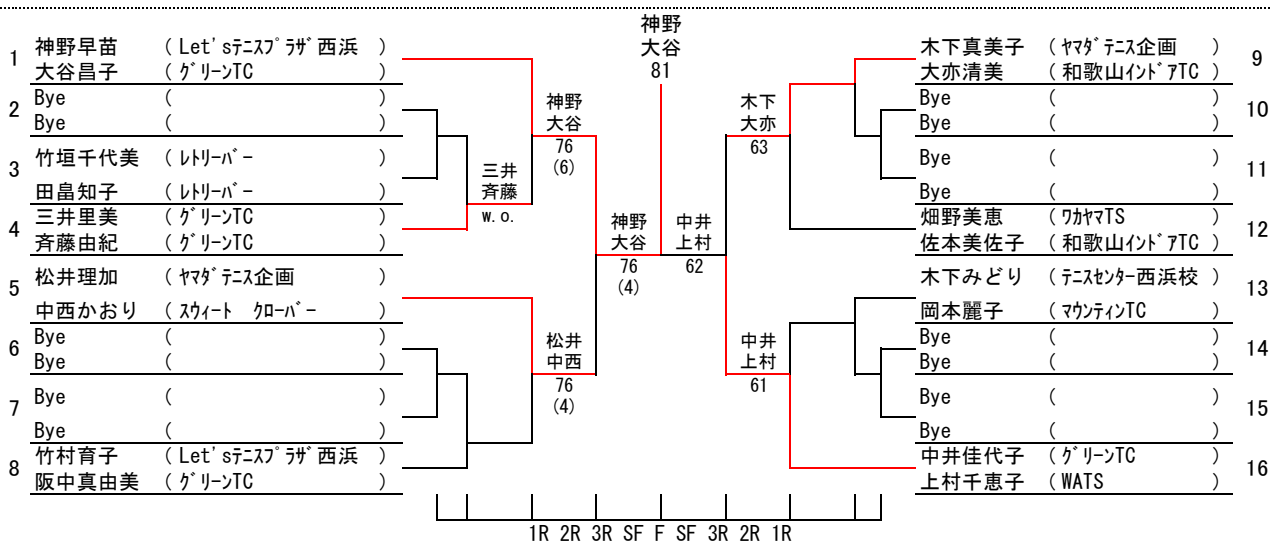 神野
大谷
81
1 神野早苗 ( Let'sﾃﾆｽﾌﾟﾗｻﾞ西浜 )
大谷昌子 ( ｸﾞﾘｰﾝTC )
2 Bye ( )
Bye ( )
3 竹垣千代美 ( ﾚﾄﾘｰﾊﾞｰ )
田畠知子 ( ﾚﾄﾘｰﾊﾞｰ )
4 三井里美 ( ｸﾞﾘｰﾝTC )
斉藤由紀 ( ｸﾞﾘｰﾝTC )
5 松井理加 ( ﾔﾏﾀﾞﾃﾆｽ企画 )
中西かおり ( ｽｳｨｰﾄ ｸﾛｰﾊﾞｰ )
6 Bye ( )
Bye ( )
7 Bye ( )
Bye ( )
8 竹村育子 ( Let'sﾃﾆｽﾌﾟﾗｻﾞ西浜 )
阪中真由美 ( ｸﾞﾘｰﾝTC )
三井
斉藤
w.o.
神野
大谷
76
(6)
松井
中西
76
(4)
神野
大谷
76
(4)
中井
上村
62
木下
大亦
63
中井
上村
61
木下真美子 ( ﾔﾏﾀﾞﾃﾆｽ企画 ) 9
大亦清美 ( 和歌山ｲﾝﾄﾞｱTC )
Bye ( ) 10
Bye ( )
Bye ( ) 11
Bye ( )
畑野美恵 ( ﾜｶﾔﾏTS ) 12
佐本美佐子 ( 和歌山ｲﾝﾄﾞｱTC )
木下みどり ( ﾃﾆｽｾﾝﾀｰ西浜校 ) 13
岡本麗子 ( ﾏｳﾝﾃｨﾝTC )
Bye ( ) 14
Bye ( )
Bye ( ) 15
Bye ( )
中井佳代子 ( ｸﾞﾘｰﾝTC ) 16
上村千恵子 ( WATS )
1R 2R 3R SF F SF 3R 2R 1R